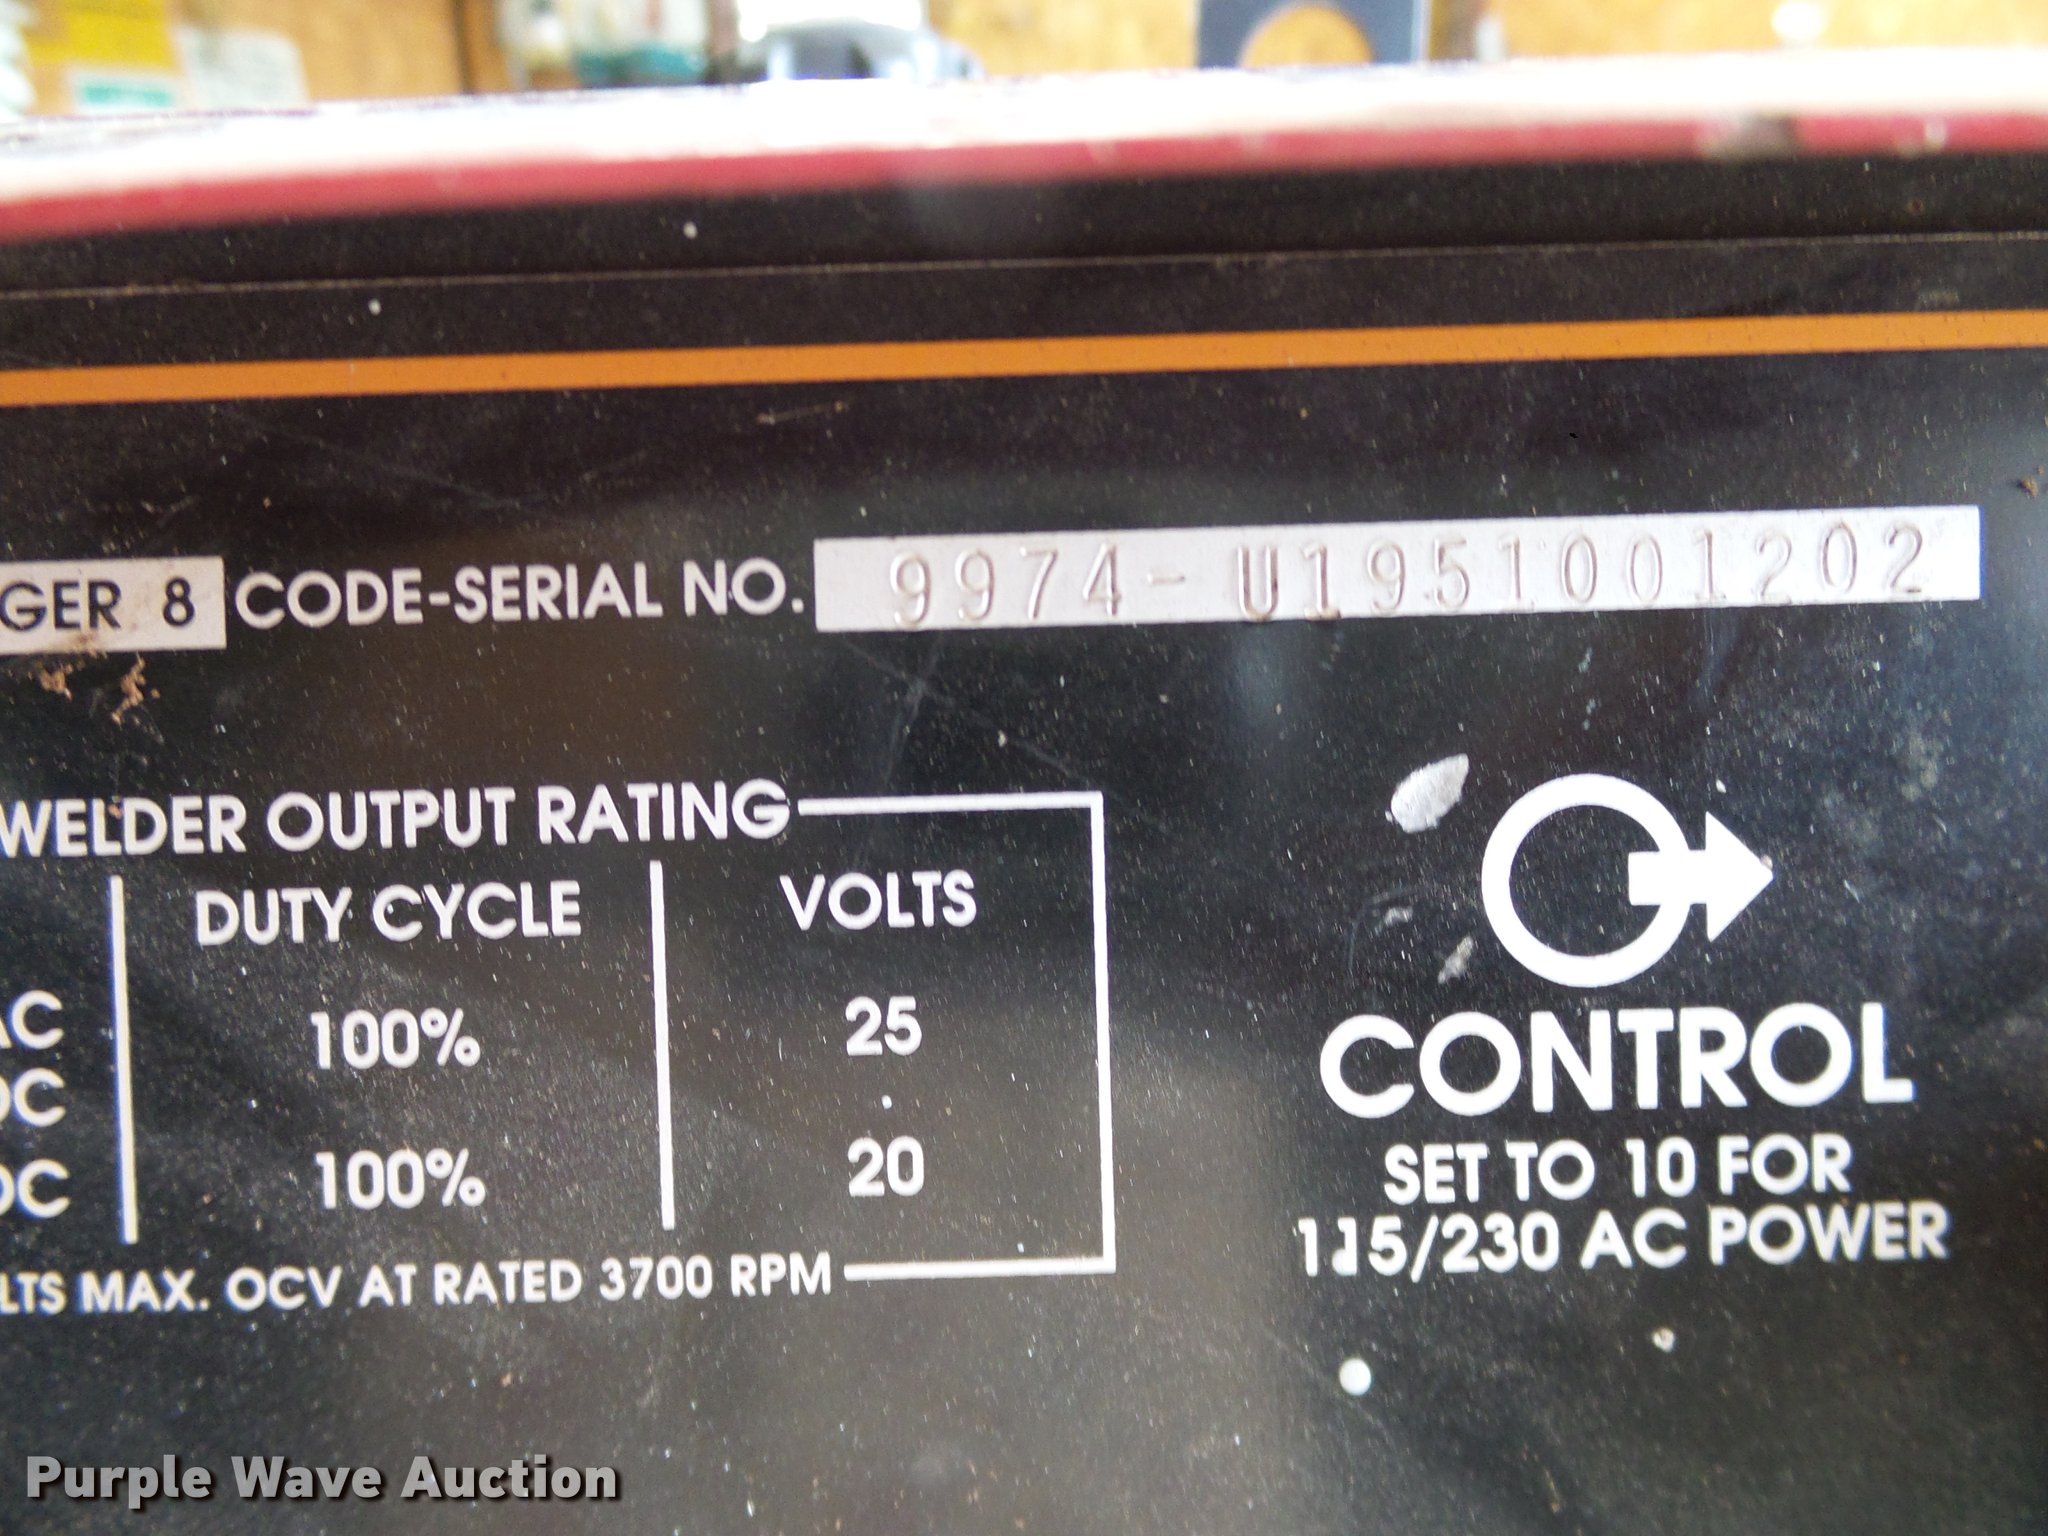 GER 8 CODE-SERIAL NO. 9974-U1951001202
WELDER OUTPUT RATING
DUTY CYCLE VOLTS
AC 100% 25
DC
DC 100% 20
LTS MAX. OCV AT RATED 3700 RPM
CONTROL
SET TO 10 FOR
115/230 AC POWER
Purple Wave Auction